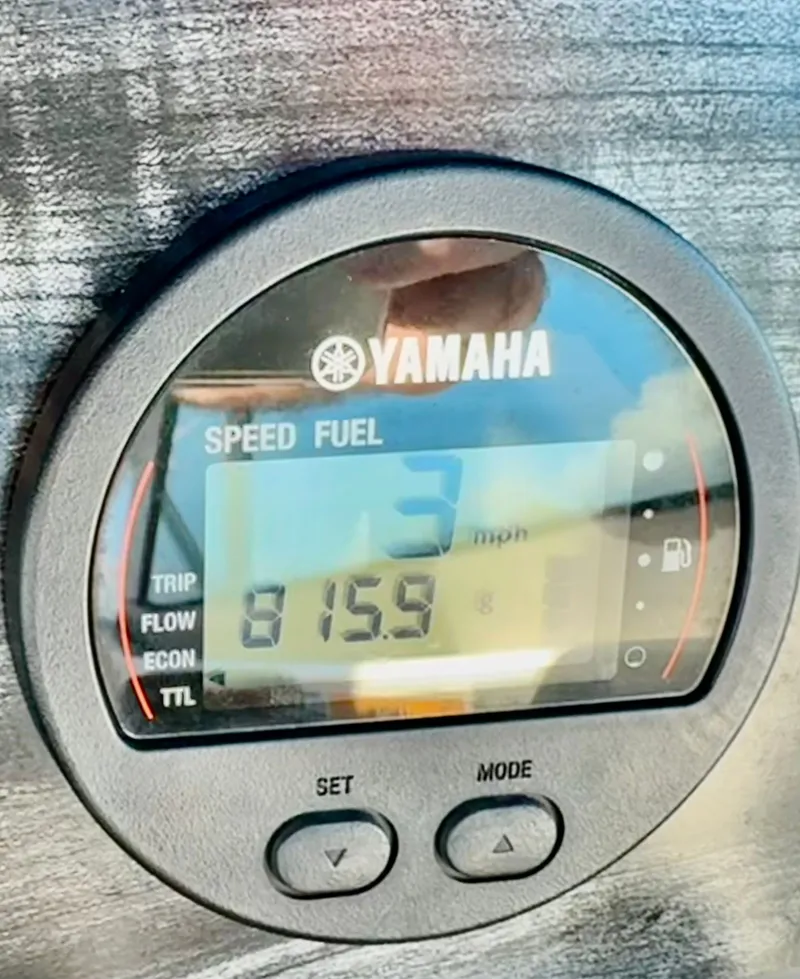 YAMAHA
SPEED FUEL
3 mph
815.9 g
TRIP
FLOW
ECON
TTL
SET MODE